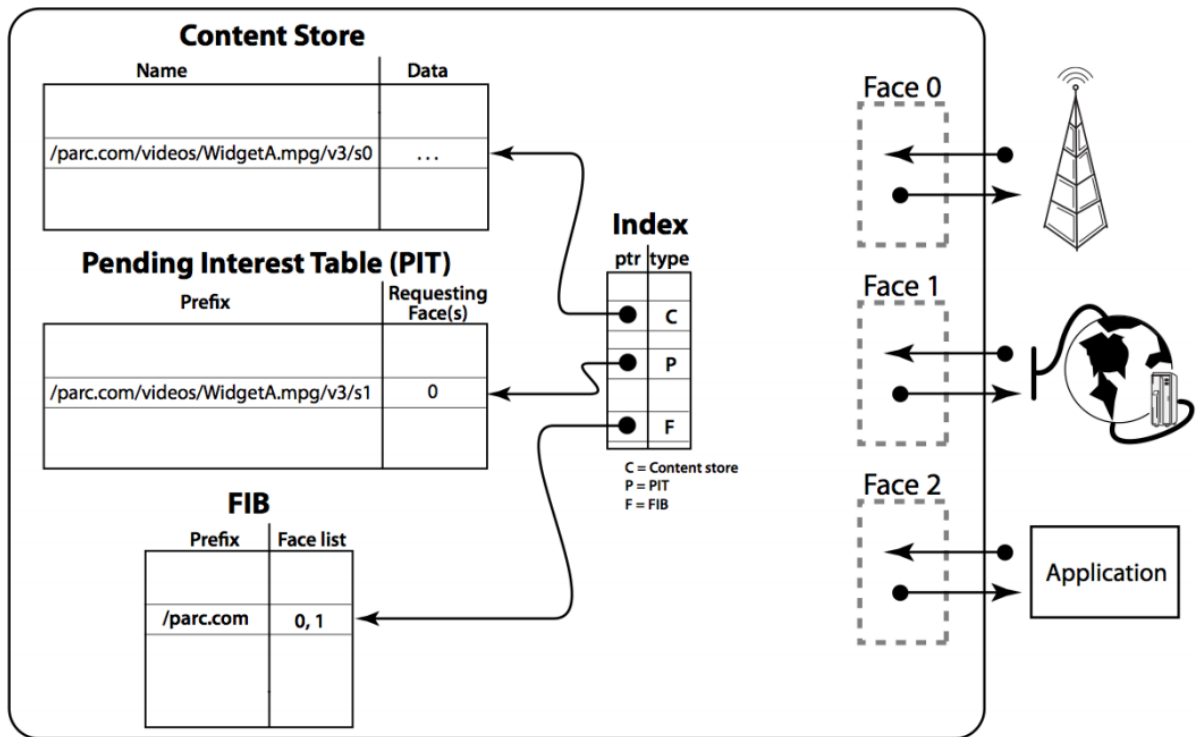 Content Store
Name Data
/parc.com/videos/WidgetA.mpg/v3/s0 ...
Pending Interest Table (PIT)
Prefix Requesting
Face(s)
/parc.com/videos/WidgetA.mpg/v3/s1 0
FIB
Prefix Face list
/parc.com 0, 1
Index
ptr type
C
P
F
C = Content store
P = PIT
F = FIB
Face 0
Face 1
Face 2
Application